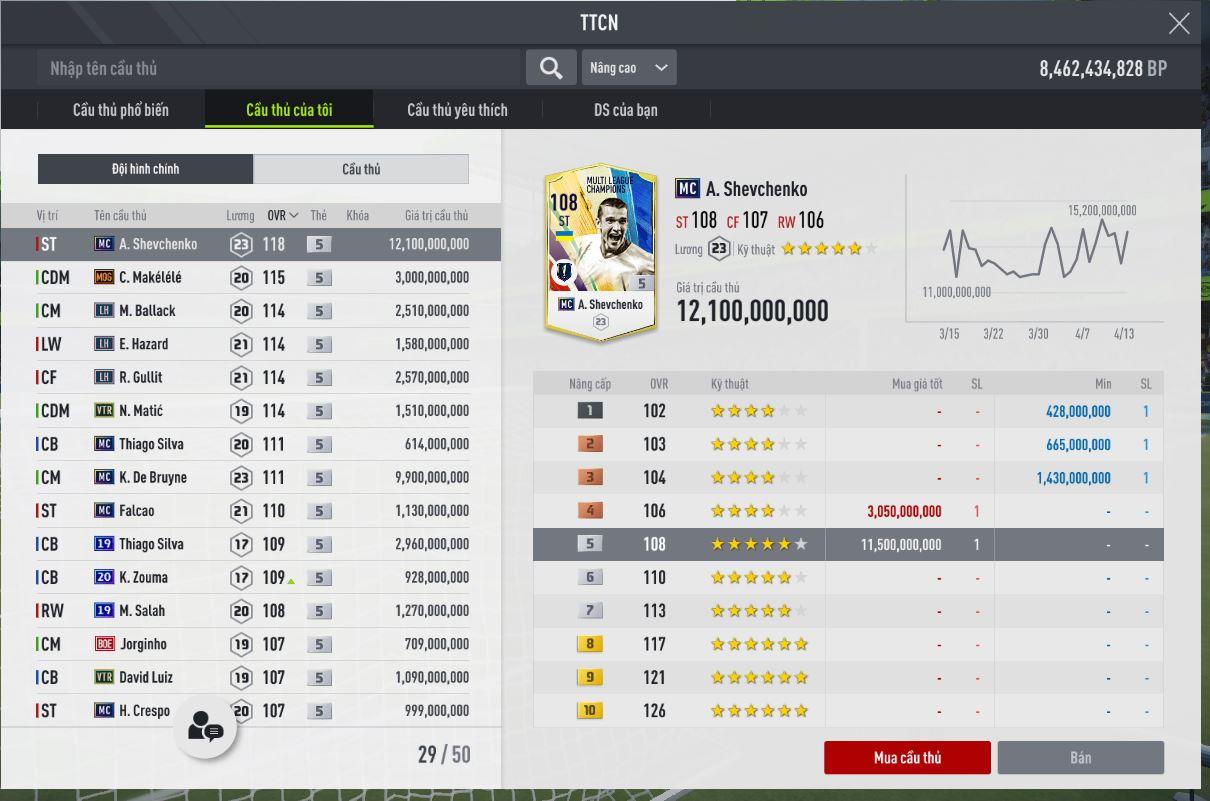 TTCN
Nhập tên cầu thủ
Nâng cao
8,462,434,828 BP
Cầu thủ phổ biến
Cầu thủ của tôi
Cầu thủ yêu thích
DS của bạn
Đội hình chính
Cầu thủ
Vị trí Tên cầu thủ Lương OVR Thẻ Khóa Giá trị cầu thủ
ST MC A. Shevchenko 23 118 5 12,100,000,000
CDM MOG C. Makélélé 20 115 5 3,000,000,000
CM LH M. Ballack 20 114 5 2,510,000,000
LW LH E. Hazard 21 114 5 1,580,000,000
CF LH R. Gullit 21 114 5 2,570,000,000
CDM VTR N. Matić 19 114 5 1,510,000,000
CB MC Thiago Silva 20 111 5 614,000,000
CM MC K. De Bruyne 23 111 5 9,900,000,000
ST MC Falcao 21 110 5 1,130,000,000
CB 19 Thiago Silva 17 109 5 2,960,000,000
CB 20 K. Zouma 17 109 5 928,000,000
RW 19 M. Salah 20 108 5 1,270,000,000
CM BOE Jorginho 19 107 5 709,000,000
CB VTR David Luiz 19 107 5 1,090,000,000
ST MC H. Crespo 20 107 5 999,000,000
29 / 50
MULTI LEAGUE
CHAMPIONS
108
ST
5
MC A. Shevchenko
23
MC A. Shevchenko
ST 108 CF 107 RW 106
Lương 23 Kỹ thuật
Giá trị cầu thủ
12,100,000,000
15,200,000,000
11,000,000,000
3/15 3/22 3/30 4/7 4/13
Nâng cấp OVR Kỹ thuật Mua giá tốt SL Min SL
1 102 - - 428,000,000 1
2 103 - - 665,000,000 1
3 104 - - 1,430,000,000 1
4 106 3,050,000,000 1 - -
5 108 11,500,000,000 1 - -
6 110 - - - -
7 113 - - - -
8 117 - - - -
9 121 - - - -
10 126 - - - -
Mua cầu thủ
Bán